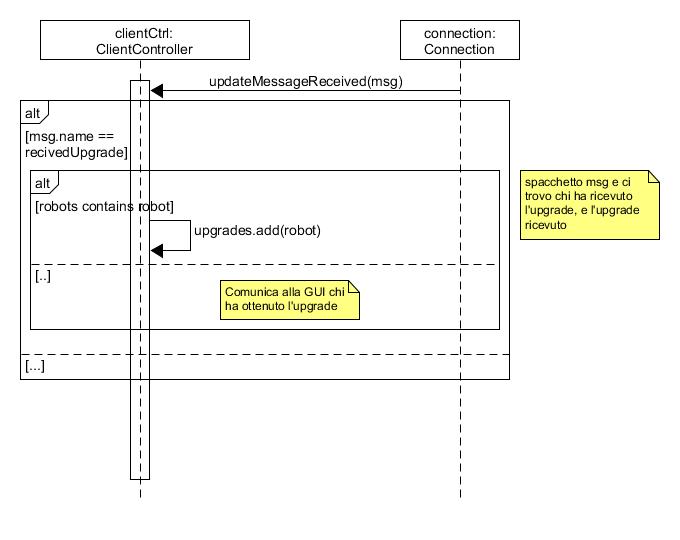 clientCtrl:
ClientController
connection:
Connection
updateMessageReceived(msg)
alt
[msg.name ==
recivedUpgrade]
alt
[robots contains robot]
upgrades.add(robot)
spacchetto msg e ci
trovo chi ha ricevuto
l'upgrade, e l'upgrade
ricevuto
[..]
Comunica alla GUI chi
ha ottenuto l'upgrade
[...]